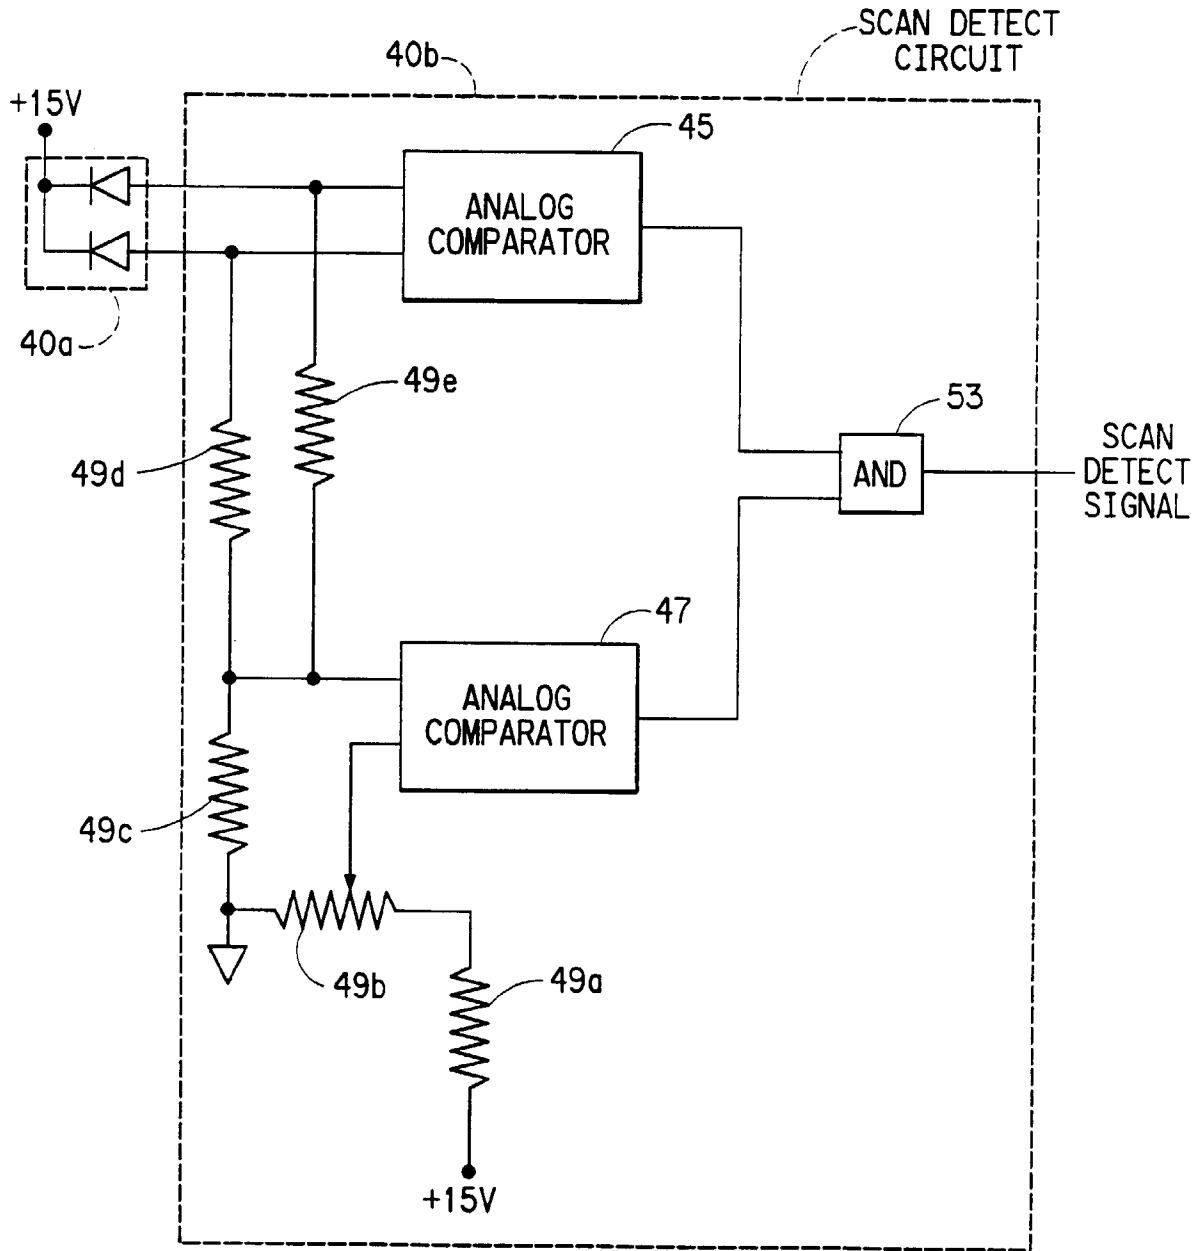 SCAN DETECT
CIRCUIT
40b
+15V
45
ANALOG
COMPARATOR
40a
49e
53
49d
AND
SCAN
DETECT
SIGNAL
47
ANALOG
COMPARATOR
49c
49b
49a
+15V